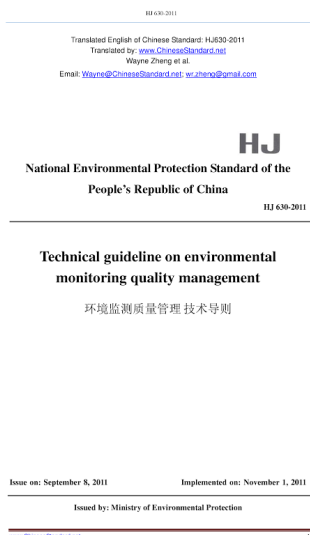 HJ 630-2011
Translated English of Chinese Standard: HJ630-2011
Translated by: www.ChineseStandard.net
Wayne Zheng et al.
Email: Wayne@ChineseStandard.net; wr.zheng@gmail.com
HJ
National Environmental Protection Standard of the
People's Republic of China
HJ 630-2011
Technical guideline on environmental
monitoring quality management
环境监测质量管理 技术导则
Issue on: September 8, 2011 Implemented on: November 1, 2011
Issued by: Ministry of Environmental Protection